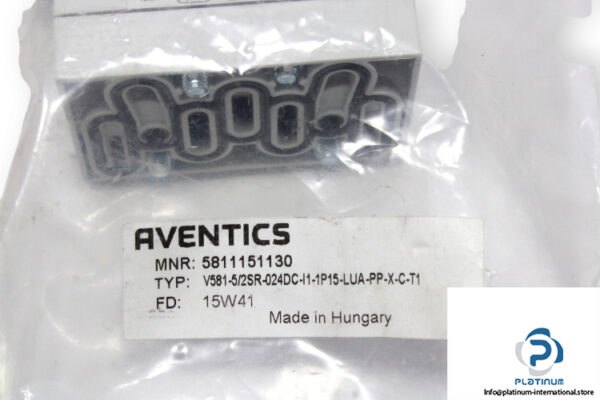 AVENTICS
MNR: 5811151130
TYP: V581-5/2SR-024DC-I1-1P15-LUA-PP-X-C-T1
FD: 15W41
Made in Hungary
PLATINUM
Info@platinum-international.store